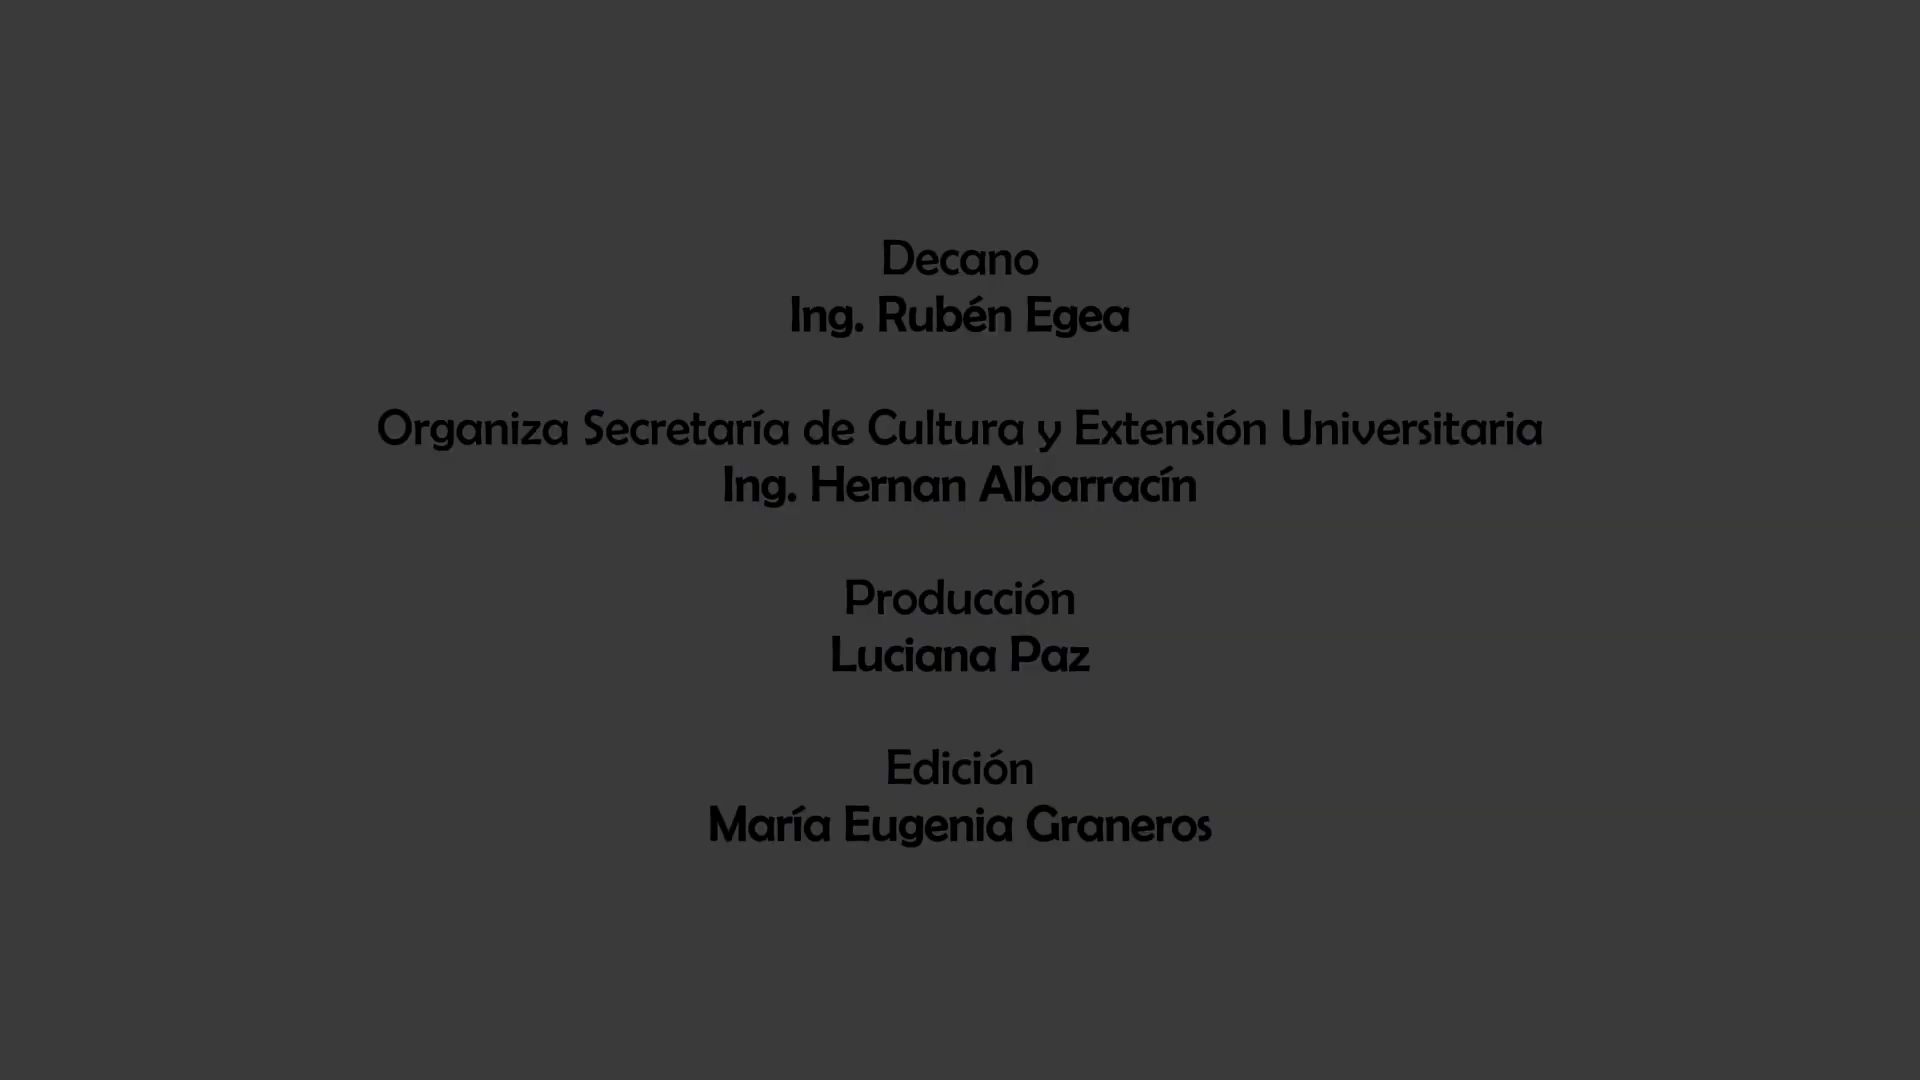 Decano
Ing. Rubén Egea
Organiza Secretaría de Cultura y Extensión Universitaria
Ing. Hernan Albarracín
Producción
Luciana Paz
Edición
María Eugenia Graneros